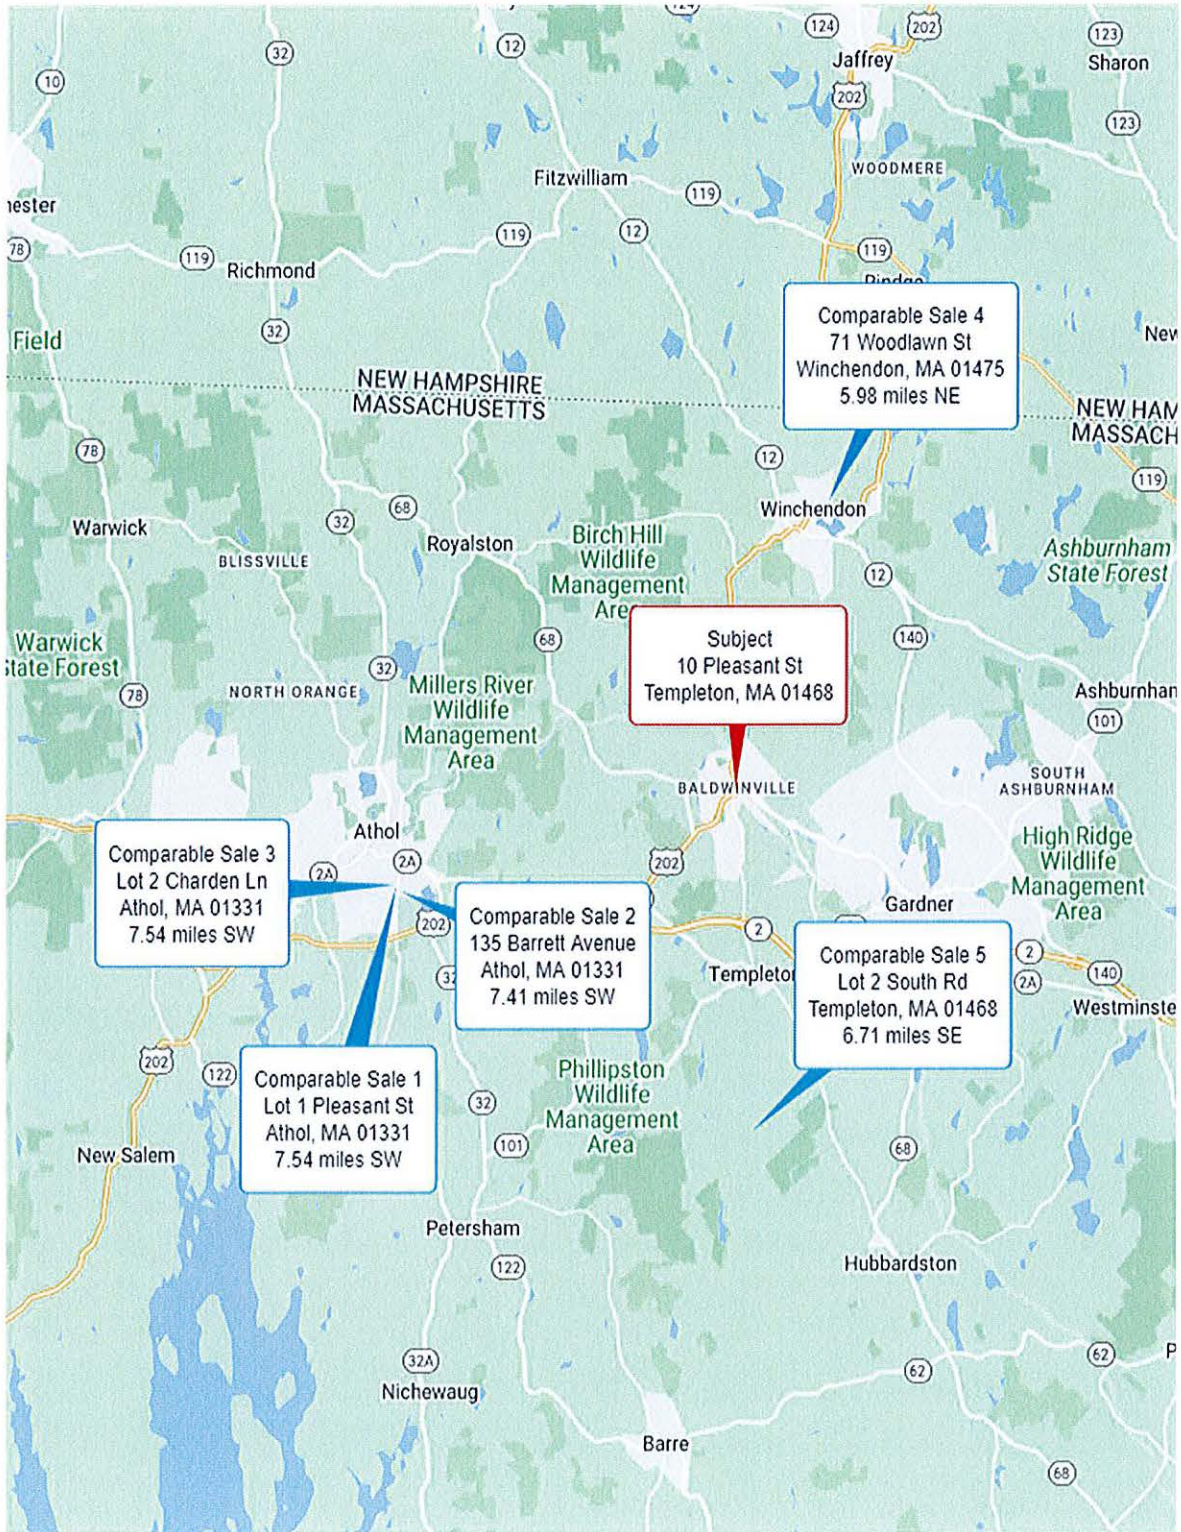 124
12
124
202
123
Sharon
32
Jaffrey
10
202
123
WOODMERE
Fitzwilliam
119
78
119
12
119
119
Richmond
32
Field
Comparable Sale 4
71 Woodlawn St
Winchendon, MA 01475
5.98 miles NE
NEW HAMPSHIRE
MASSACHUSETTS
78
12
119
Winchendon
68
32
Warwick
Royalston
BLISSVILLE
Birch Hill
Wildlife
Management
Area
Ashburnham
State Forest
12
Subject
10 Pleasant St
Templeton, MA 01468
68
140
Warwick
State Forest
32
78
NORTH ORANGE
Millers River
Wildlife
Management
Area
101
BALDWINVILLE
SOUTH
ASHBURNHAM
Athol
2A
2A
202
High Ridge
Wildlife
Management
Area
Comparable Sale 3
Lot 2 Charden Ln
Athol, MA 01331
7.54 miles SW
Gardner
202
Comparable Sale 2
135 Barrett Avenue
Athol, MA 01331
7.41 miles SW
2
Comparable Sale 5
Lot 2 South Rd
Templeton, MA 01468
6.71 miles SE
2
2A
140
202
122
Comparable Sale 1
Lot 1 Pleasant St
Athol, MA 01331
7.54 miles SW
Phillipston
Wildlife
Management
Area
32
101
68
New Salem
Petersham
122
Hubbardston
32A
62
62
Nichewaug
Barre
68